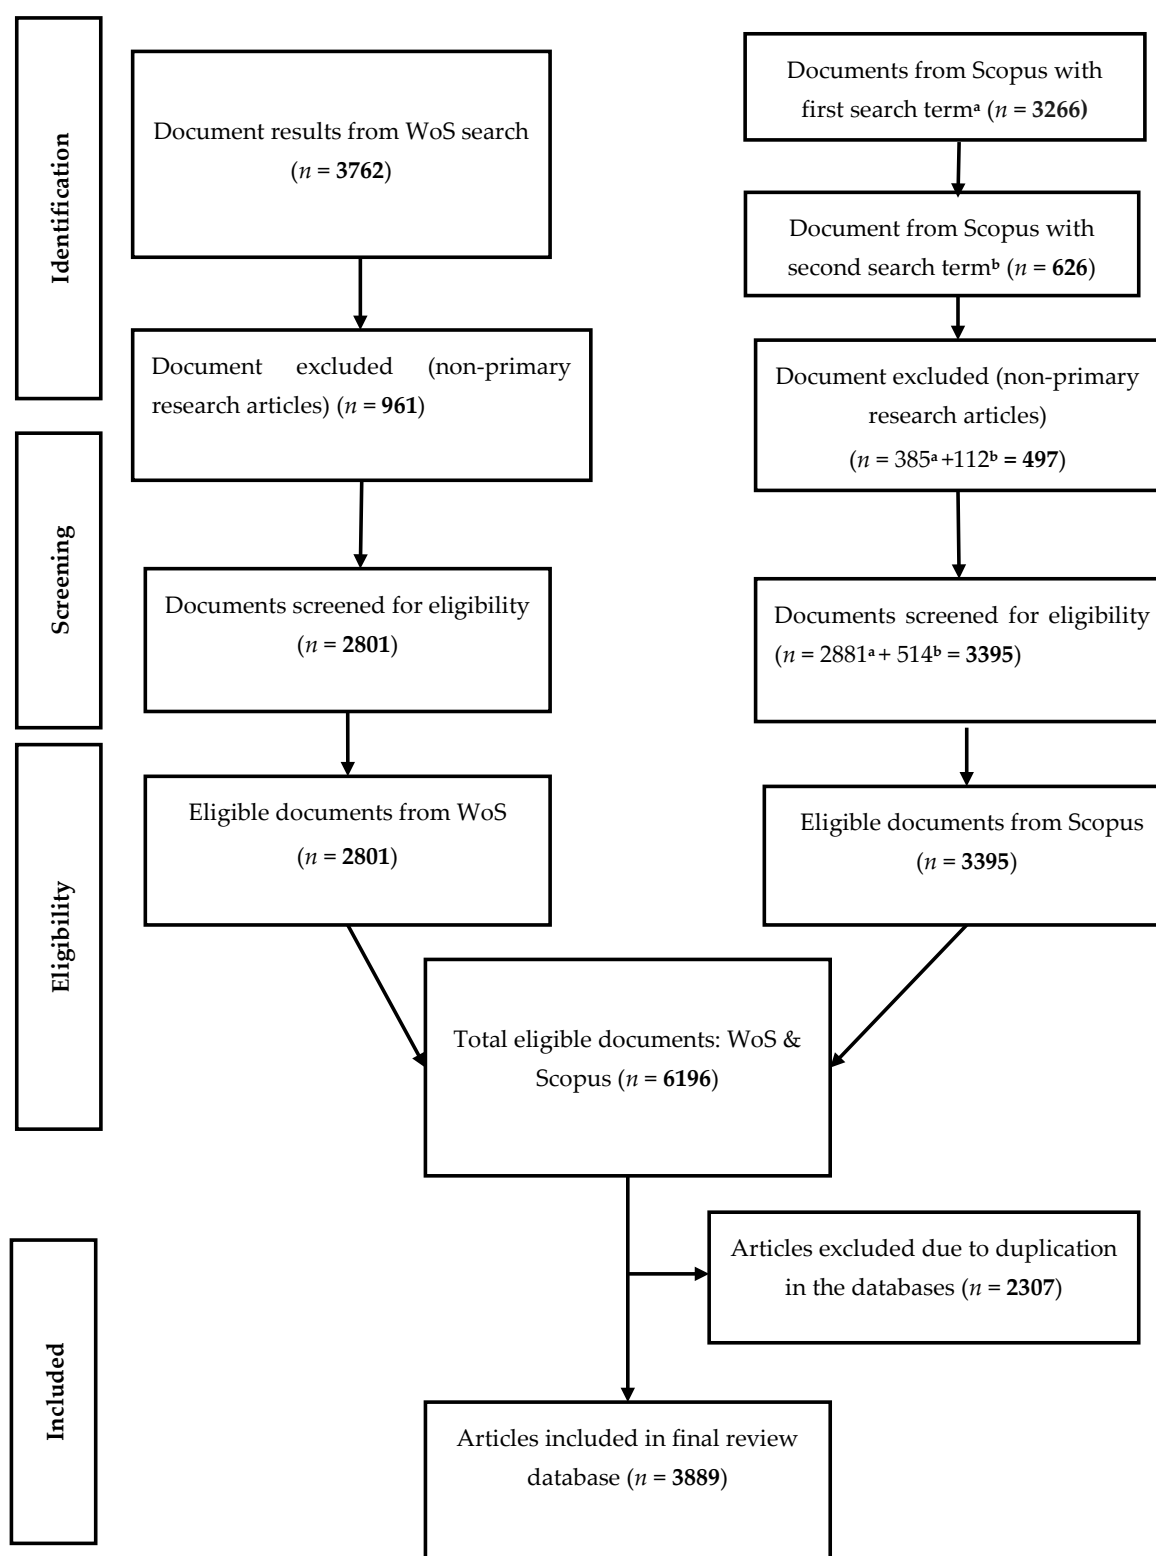 Identification
Document results from WoS search
(n = 3762)
Documents from Scopus with
first search termᵃ (n = 3266)
Document from Scopus with
second search termᵇ (n = 626)
Document excluded (non-primary
research articles) (n = 961)
Document excluded (non-primary
research articles)
(n = 385ᵃ +112ᵇ = 497)
Screening
Documents screened for eligibility
(n = 2801)
Documents screened for eligibility
(n = 2881ᵃ + 514ᵇ = 3395)
Eligibility
Eligible documents from WoS
(n = 2801)
Eligible documents from Scopus
(n = 3395)
Total eligible documents: WoS &
Scopus (n = 6196)
Included
Articles excluded due to duplication
in the databases (n = 2307)
Articles included in final review
database (n = 3889)